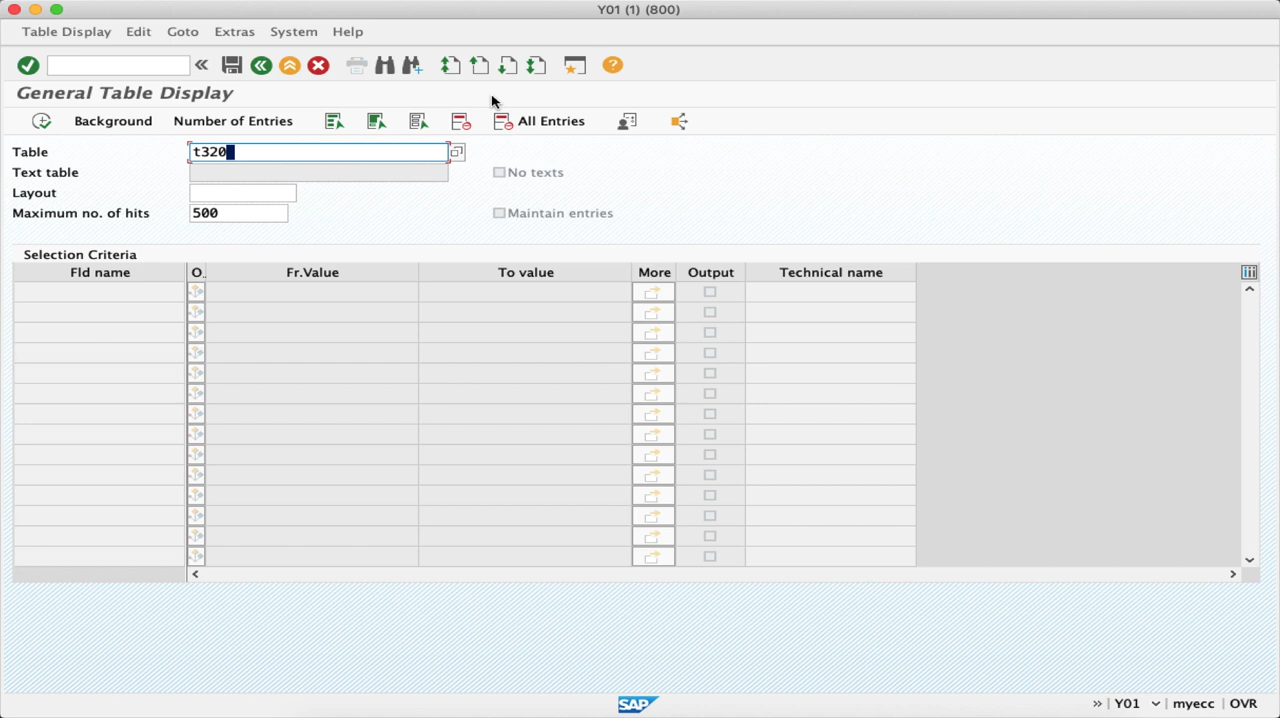 Y01 (1) (800)
Table Display Edit Goto Extras System Help
General Table Display
Background Number of Entries All Entries
Table t320
Text table No texts
Layout
Maximum no. of hits 500 Maintain entries
Selection Criteria
Fld name O.. Fr.Value To value More Output Technical name
SAP Y01 myecc OVR